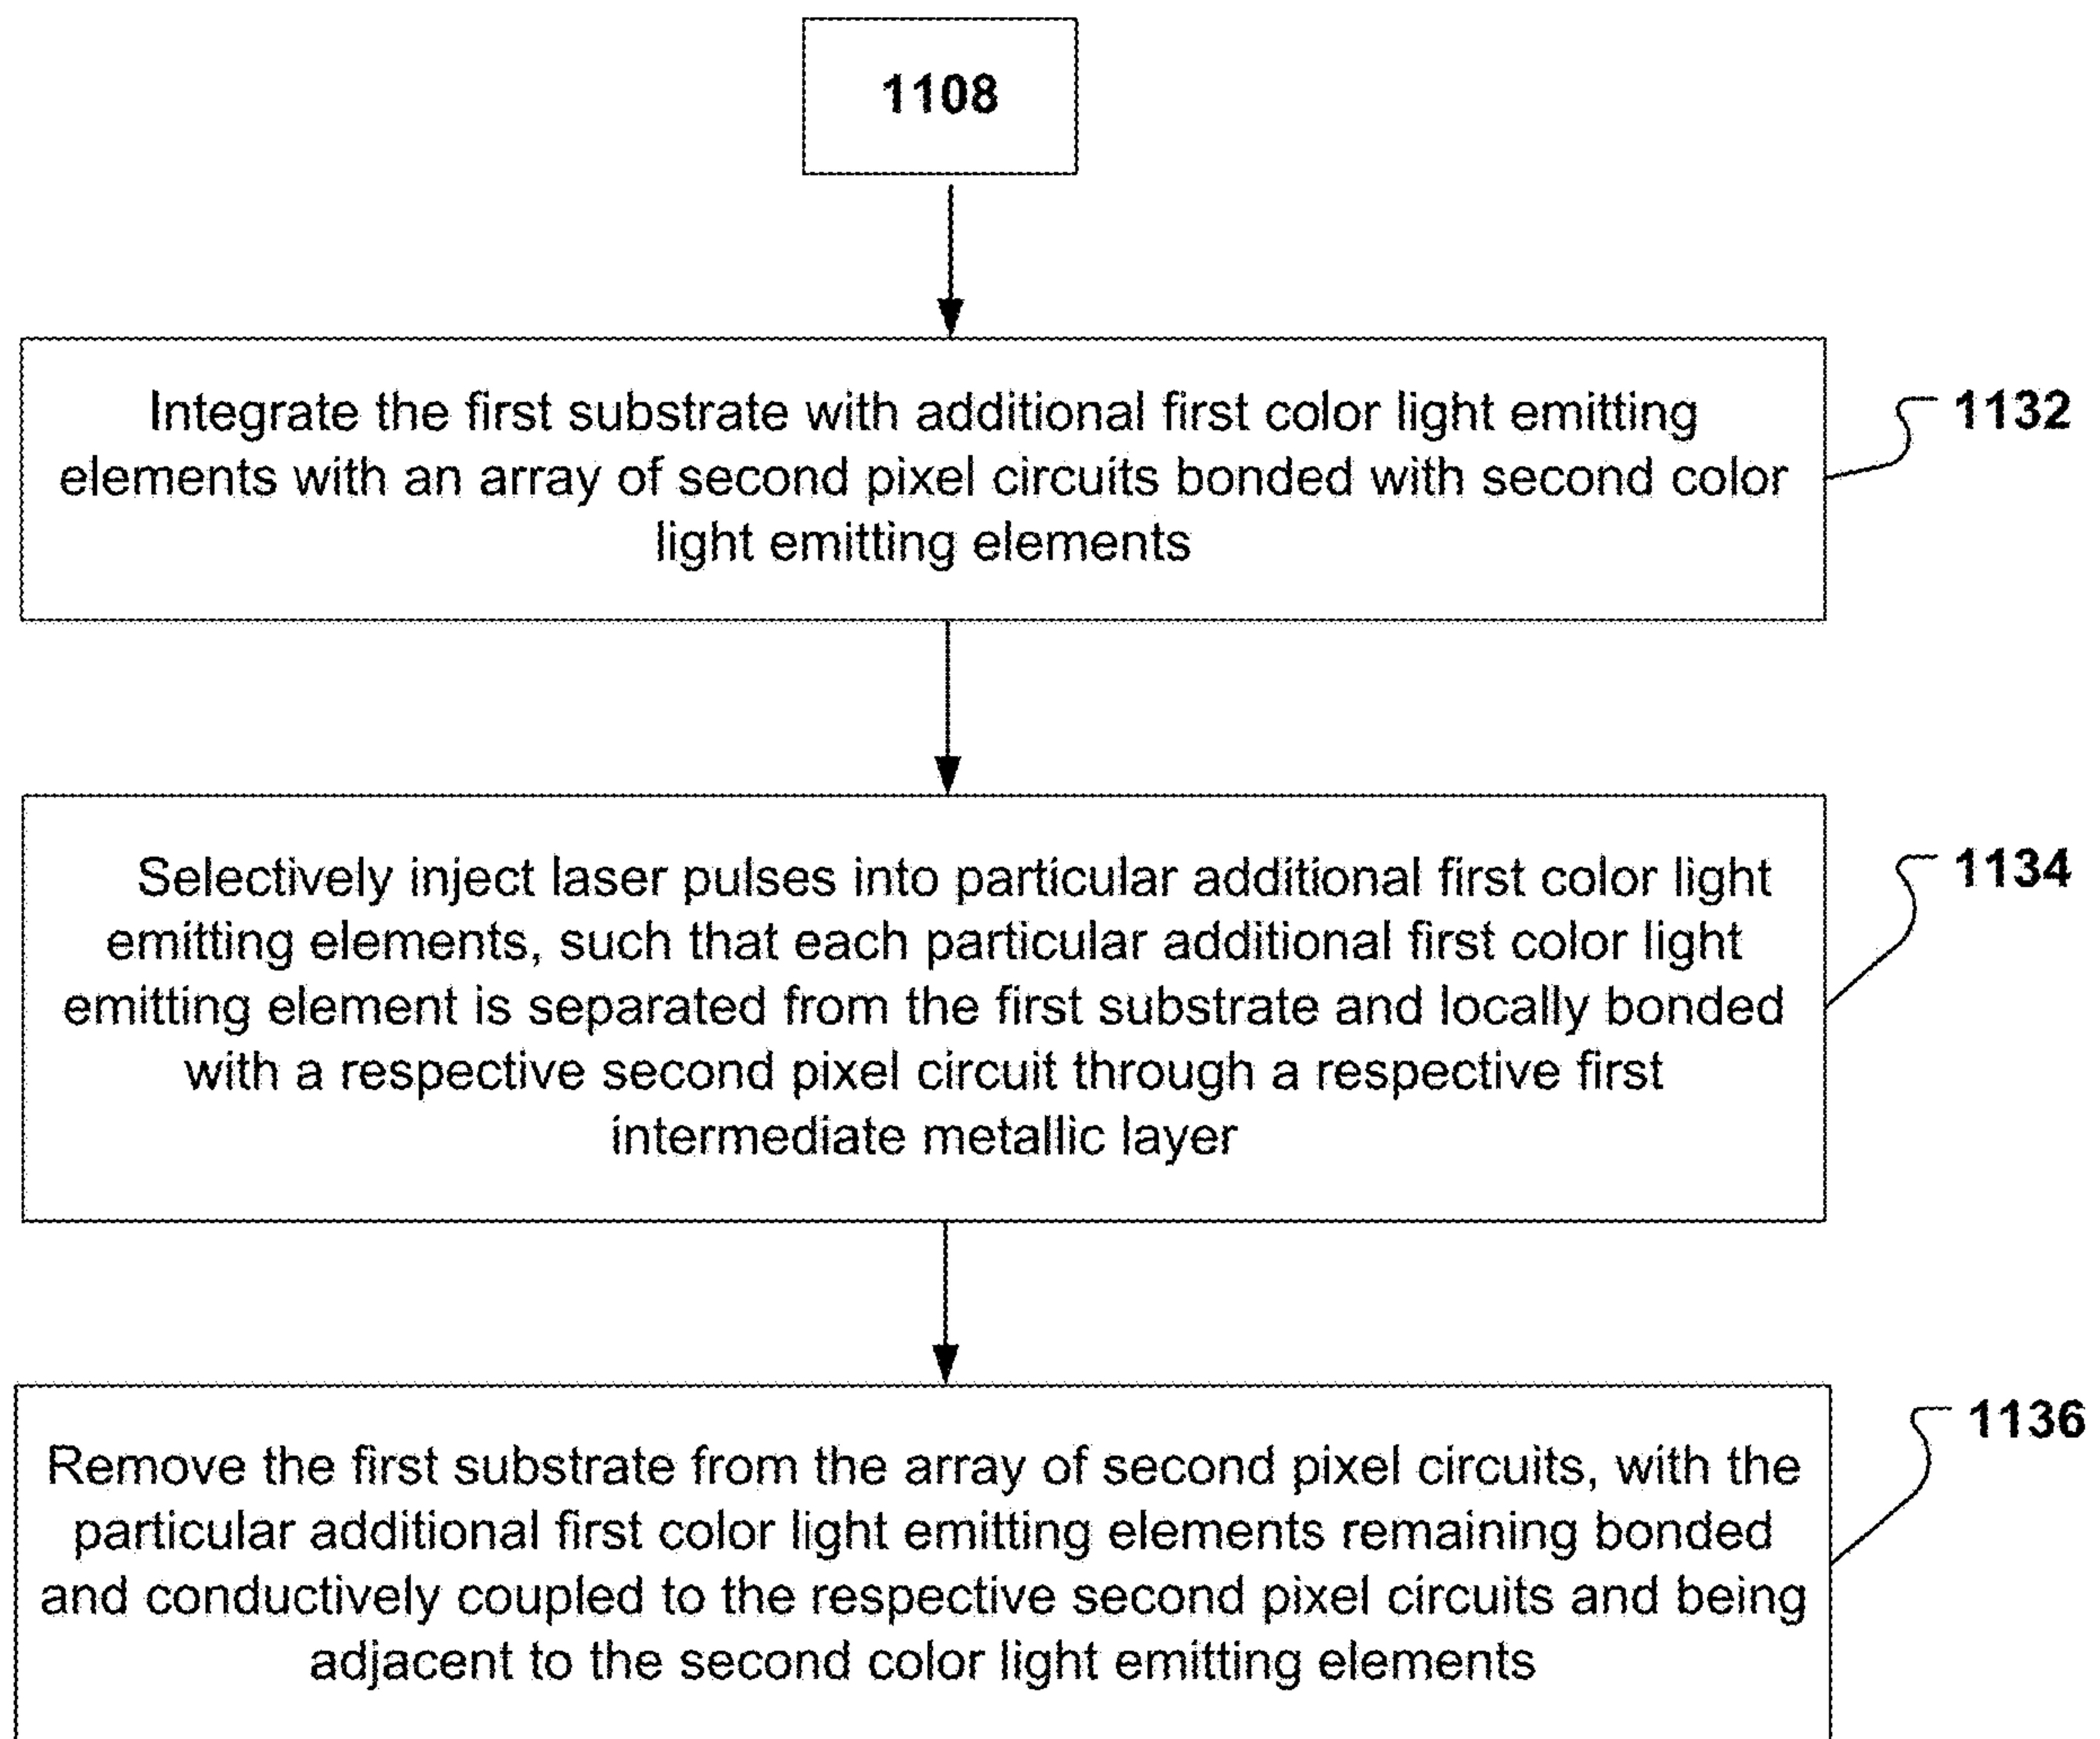 1108
Integrate the first substrate with additional first color light emitting
elements with an array of second pixel circuits bonded with second color
light emitting elements
1132
Selectively inject laser pulses into particular additional first color light
emitting elements, such that each particular additional first color light
emitting element is separated from the first substrate and locally bonded
with a respective second pixel circuit through a respective first
intermediate metallic layer
1134
Remove the first substrate from the array of second pixel circuits, with the
particular additional first color light emitting elements remaining bonded
and conductively coupled to the respective second pixel circuits and being
adjacent to the second color light emitting elements
1136